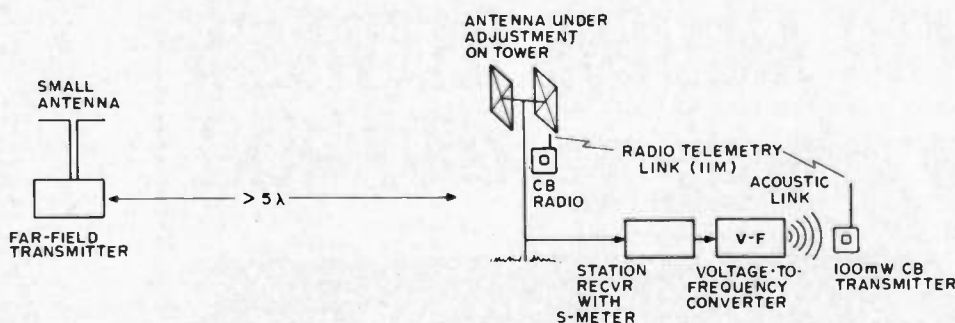 ANTENNA UNDER
ADJUSTMENT
ON TOWER
SMALL
ANTENNA
FAR-FIELD
TRANSMITTER
> 5λ
CB
RADIO
RADIO TELEMETRY
LINK (11M)
ACOUSTIC
LINK
STATION
RECVR
WITH
S-METER
V-F
VOLTAGE-TO-
FREQUENCY
CONVERTER
100mW CB
TRANSMITTER